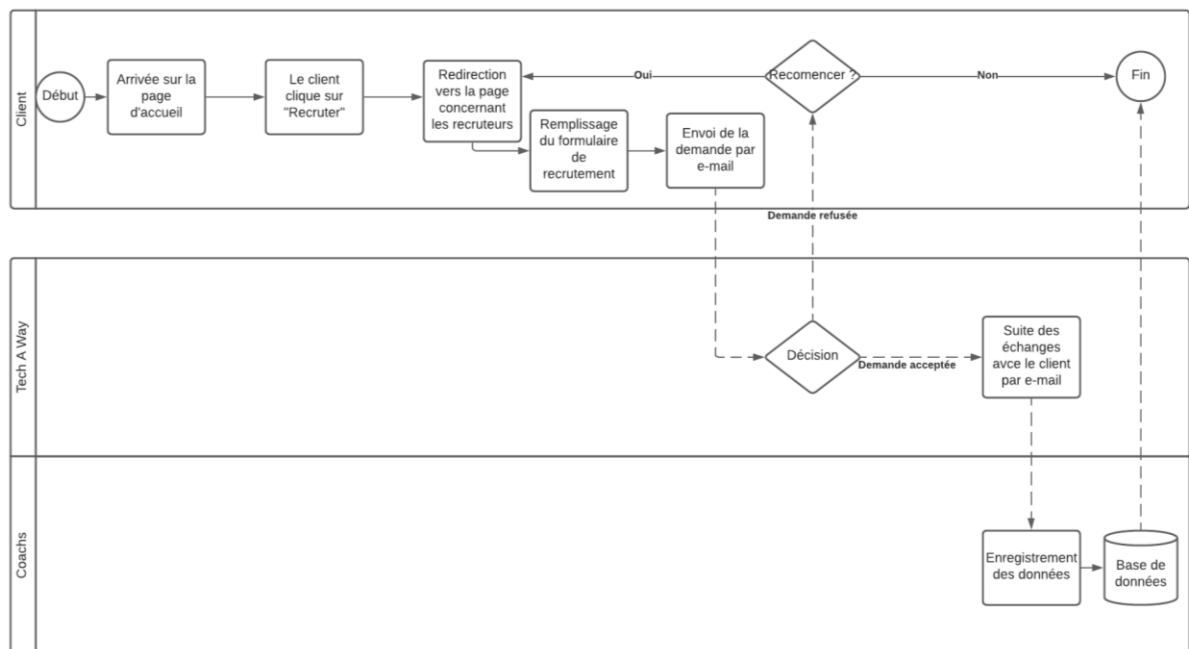 Client
Début
Arrivée sur la
page
d'accueil
Le client
clique sur
"Recruter"
Redirection
vers la page
concernant
les recruteurs
Oui
Recomencer ?
Non
Fin
Remplissage
du formulaire
de
recrutement
Envoi de la
demande par
e-mail
Demande refusée
Tech A Way
Décision
Demande acceptée
Suite des
échanges
avce le client
par e-mail
Coachs
Enregistrement
des données
Base de
données